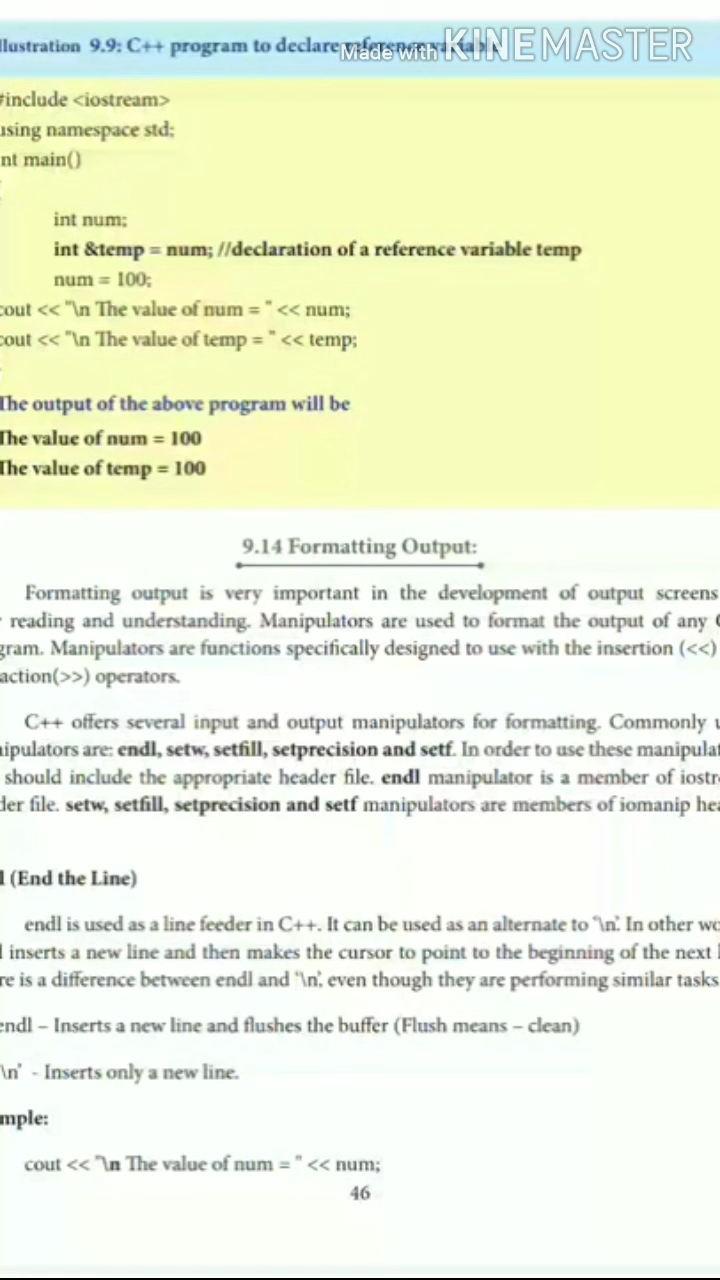 llustration 9.9: C++ program to declare reference variable
Made with KINEMASTER
#include <iostream>
using namespace std;
nt main()
{
int num;
int &temp = num; //declaration of a reference variable temp
num = 100;
cout << "\n The value of num = " << num;
cout << "\n The value of temp = " << temp;
}
The output of the above program will be
The value of num = 100
The value of temp = 100
9.14 Formatting Output:
Formatting output is very important in the development of output screens
reading and understanding. Manipulators are used to format the output of any C
gram. Manipulators are functions specifically designed to use with the insertion (<<)
action(>>) operators.
C++ offers several input and output manipulators for formatting. Commonly u
nipulators are: endl, setw, setfill, setprecision and setf. In order to use these manipulat
should include the appropriate header file. endl manipulator is a member of iostre
der file. setw, setfill, setprecision and setf manipulators are members of iomanip hea
l (End the Line)
endl is used as a line feeder in C++. It can be used as an alternate to '\n'. In other wo
l inserts a new line and then makes the cursor to point to the beginning of the next l
re is a difference between endl and '\n', even though they are performing similar tasks
endl – Inserts a new line and flushes the buffer (Flush means – clean)
\n' - Inserts only a new line.
mple:
cout << "\n The value of num = " << num;
46